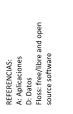 REFERENCIAS:
A: Aplicaciones
D: Datos
Floss: free/libre and open
source software